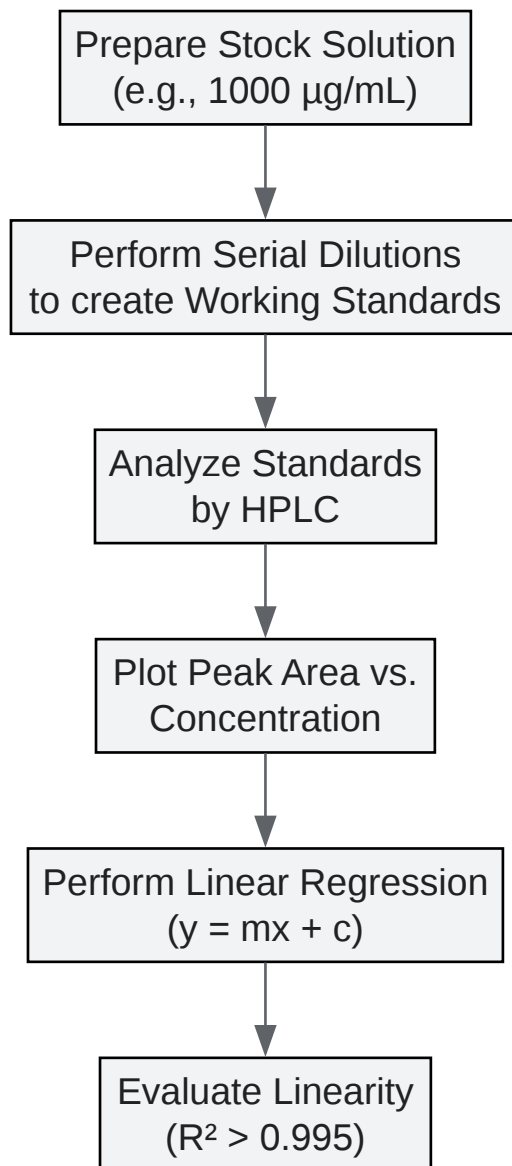 Prepare Stock Solution
(e.g., 1000 µg/mL)
Perform Serial Dilutions
to create Working Standards
Analyze Standards
by HPLC
Plot Peak Area vs.
Concentration
Perform Linear Regression
(y = mx + c)
Evaluate Linearity
(R² > 0.995)